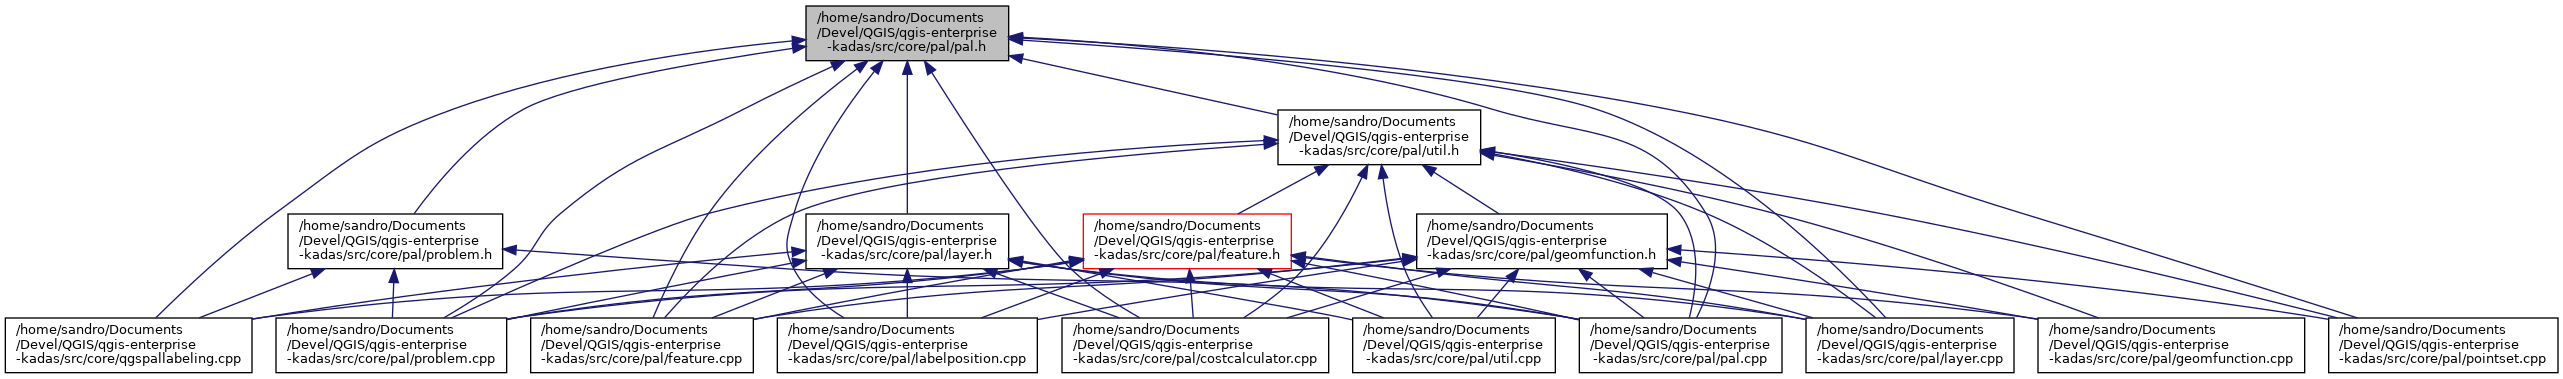 /home/sandro/Documents
/Devel/QGIS/qgis-enterprise
-kadas/src/core/pal/pal.h
/home/sandro/Documents
/Devel/QGIS/qgis-enterprise
-kadas/src/core/pal/util.h
/home/sandro/Documents
/Devel/QGIS/qgis-enterprise
-kadas/src/core/pal/problem.h
/home/sandro/Documents
/Devel/QGIS/qgis-enterprise
-kadas/src/core/pal/layer.h
/home/sandro/Documents
/Devel/QGIS/qgis-enterprise
-kadas/src/core/pal/feature.h
/home/sandro/Documents
/Devel/QGIS/qgis-enterprise
-kadas/src/core/pal/geomfunction.h
/home/sandro/Documents
/Devel/QGIS/qgis-enterprise
-kadas/src/core/qgspallabeling.cpp
/home/sandro/Documents
/Devel/QGIS/qgis-enterprise
-kadas/src/core/pal/problem.cpp
/home/sandro/Documents
/Devel/QGIS/qgis-enterprise
-kadas/src/core/pal/feature.cpp
/home/sandro/Documents
/Devel/QGIS/qgis-enterprise
-kadas/src/core/pal/labelposition.cpp
/home/sandro/Documents
/Devel/QGIS/qgis-enterprise
-kadas/src/core/pal/costcalculator.cpp
/home/sandro/Documents
/Devel/QGIS/qgis-enterprise
-kadas/src/core/pal/util.cpp
/home/sandro/Documents
/Devel/QGIS/qgis-enterprise
-kadas/src/core/pal/pal.cpp
/home/sandro/Documents
/Devel/QGIS/qgis-enterprise
-kadas/src/core/pal/layer.cpp
/home/sandro/Documents
/Devel/QGIS/qgis-enterprise
-kadas/src/core/pal/geomfunction.cpp
/home/sandro/Documents
/Devel/QGIS/qgis-enterprise
-kadas/src/core/pal/pointset.cpp